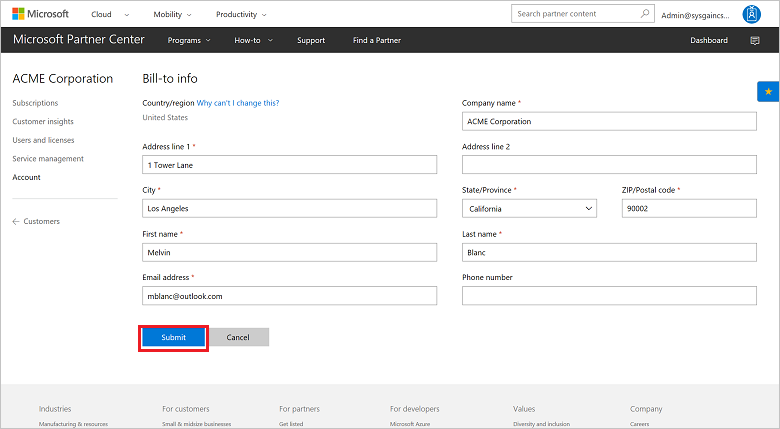 Microsoft Cloud Mobility Productivity Search partner content Admin@sysgaincs...
Microsoft Partner Center Programs How-to Support Find a Partner Dashboard
ACME Corporation
Subscriptions
Customer insights
Users and licenses
Service management
Account
← Customers
Bill-to info
Country/region Why can't I change this?
United States
Company name *
ACME Corporation
Address line 1 *
1 Tower Lane
Address line 2
City *
Los Angeles
State/Province *
California
ZIP/Postal code *
90002
First name *
Melvin
Last name *
Blanc
Email address *
mblanc@outlook.com
Phone number
Submit Cancel
Industries For customers For partners For developers Values Company
Manufacturing & resources Small & midsize businesses Get listed Microsoft Azure Diversity and inclusion Careers